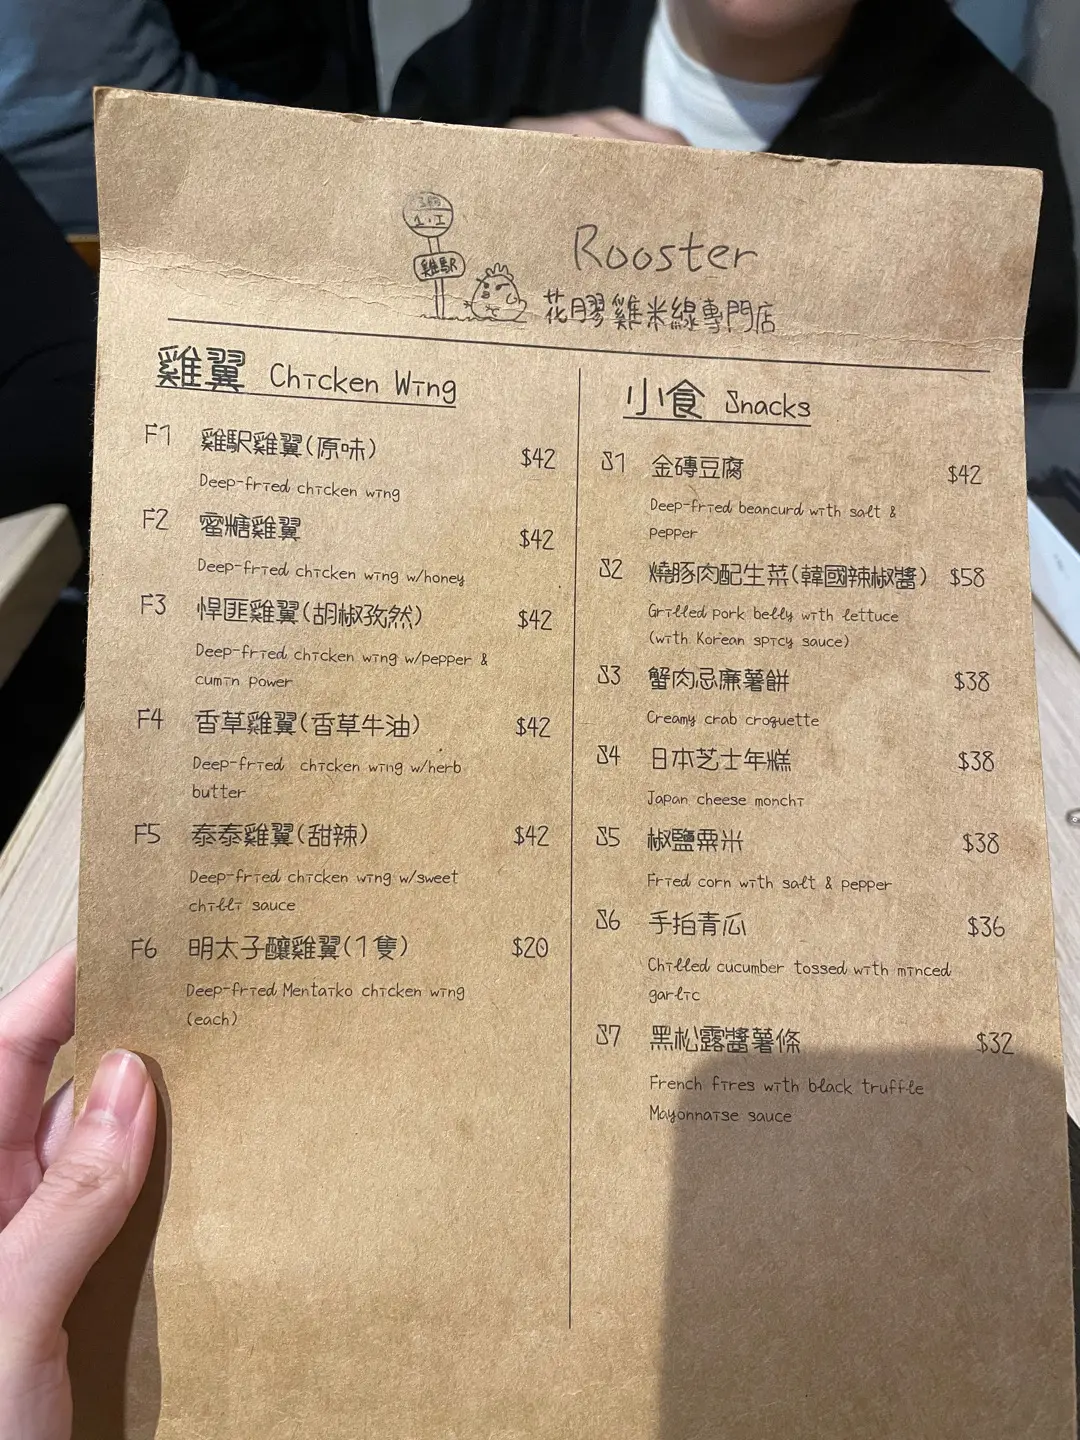 雞駅
Rooster
花膠雞米線專門店
雞翼 Chicken Wing
F1 雞駅雞翼(原味) $42
Deep-fried chicken wing
F2 蜜糖雞翼 $42
Deep-fried chicken wing w/honey
F3 悍匪雞翼(胡椒孜然) $42
Deep-fried chicken wing w/pepper &
cumin power
F4 香草雞翼(香草牛油) $42
Deep-fried chicken wing w/herb
butter
F5 泰泰雞翼(甜辣) $42
Deep-fried chicken wing w/sweet
chilli sauce
F6 明太子釀雞翼(1隻) $20
Deep-fried Mentaiko chicken wing
(each)
小食 Snacks
S1 金磚豆腐 $42
Deep-fried beancurd with salt &
pepper
S2 燒豚肉配生菜(韓國辣椒醬) $58
Grilled pork belly with lettuce
(with Korean spicy sauce)
S3 蟹肉忌廉薯餅 $38
Creamy crab croquette
S4 日本芝士年糕 $38
Japan cheese monchi
S5 椒鹽粟米 $38
Fried corn with salt & pepper
S6 手拍青瓜 $36
Chilled cucumber tossed with minced
garlic
S7 黑松露醬薯條 $32
French fires with black truffle
Mayonnaise sauce